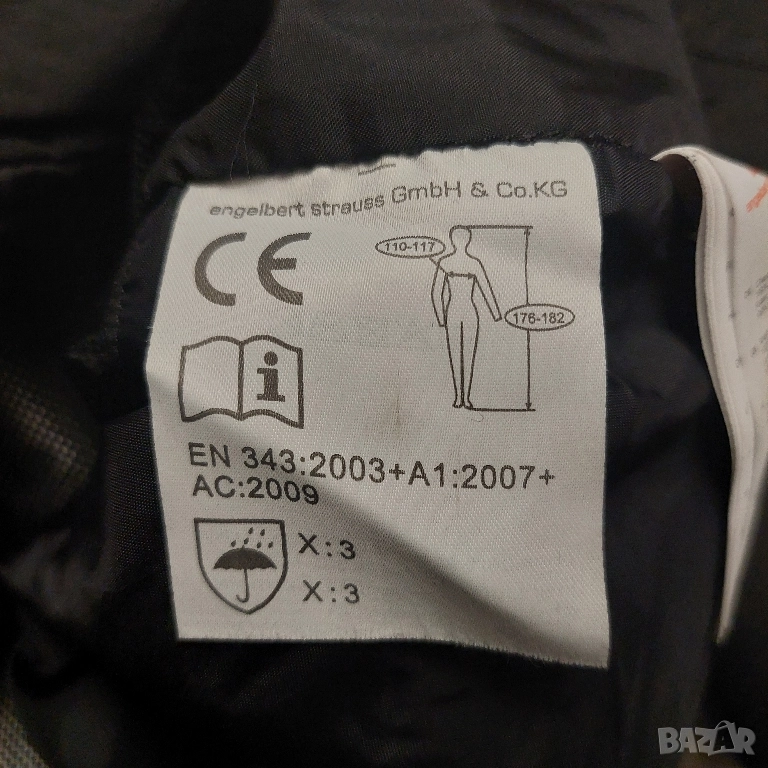 engelbert strauss GmbH & Co.KG
CE
110-117
176-182
i
EN 343:2003+A1:2007+
AC:2009
X:3
X:3
BAZAR